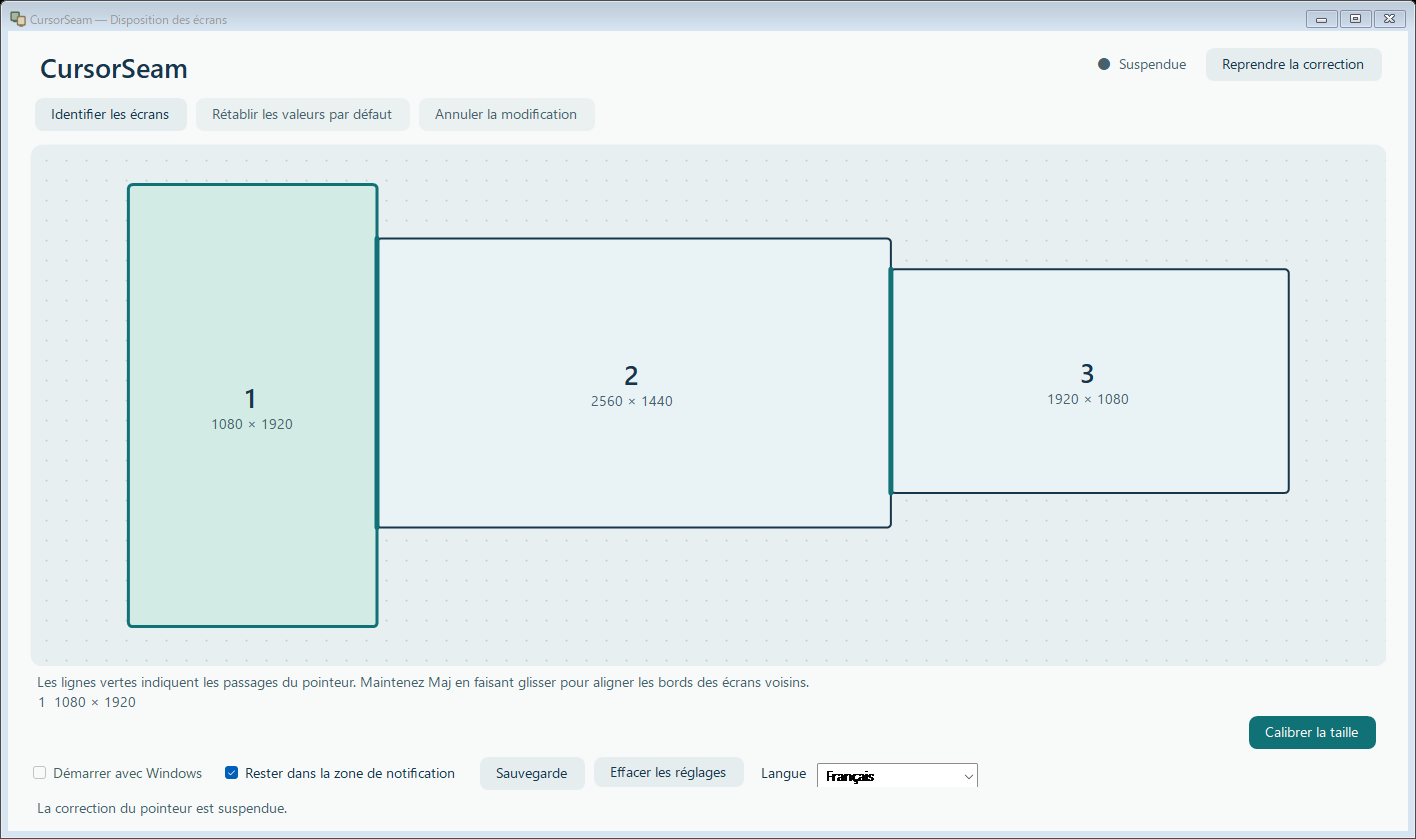 CursorSeam — Disposition des écrans
CursorSeam
Suspendue
Reprendre la correction
Identifier les écrans
Rétablir les valeurs par défaut
Annuler la modification
1
1080 × 1920
2
2560 × 1440
3
1920 × 1080
Les lignes vertes indiquent les passages du pointeur. Maintenez Maj en faisant glisser pour aligner les bords des écrans voisins.
1 1080 × 1920
Calibrer la taille
Démarrer avec Windows
Rester dans la zone de notification
Sauvegarde
Effacer les réglages
Langue
Français
La correction du pointeur est suspendue.